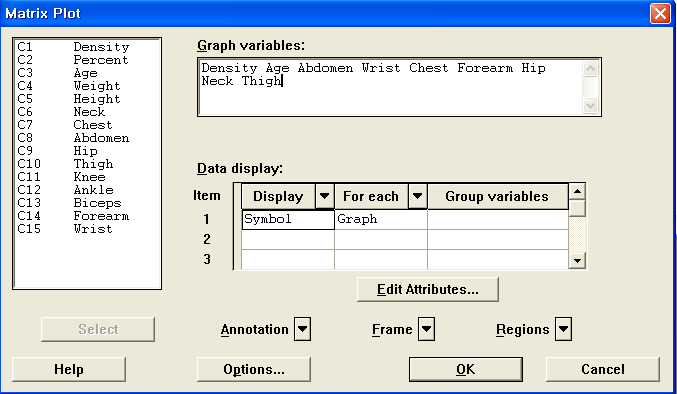 Matrix Plot
C1 Density
C2 Percent
C3 Age
C4 Weight
C5 Height
C6 Neck
C7 Chest
C8 Abdomen
C9 Hip
C10 Thigh
C11 Knee
C12 Ankle
C13 Biceps
C14 Forearm
C15 Wrist
Graph variables:
Density Age Abdomen Wrist Chest Forearm Hip
Neck Thigh
Data display:
Item Display For each Group variables
1 Symbol Graph
2
3
Edit Attributes...
Select Annotation Frame Regions
Help Options... OK Cancel